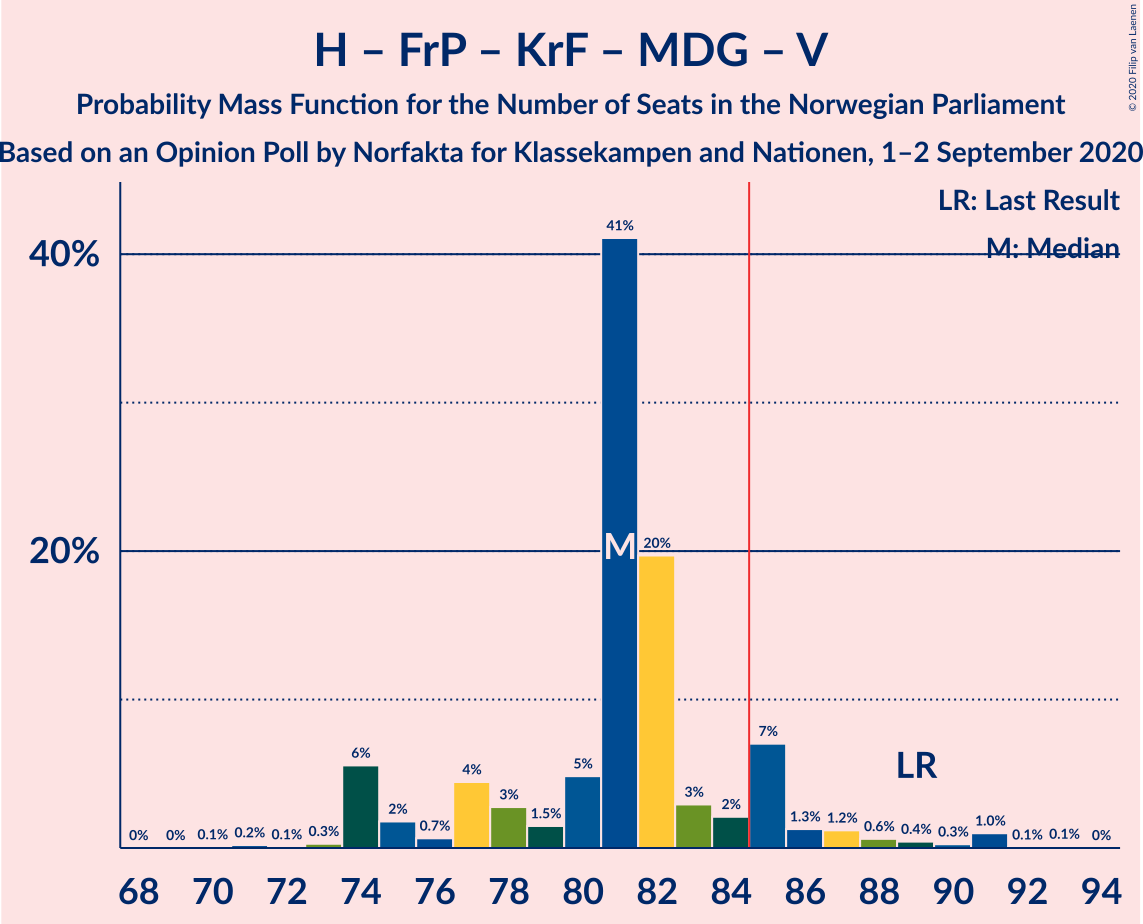 H – FrP – KrF – MDG – V
Probability Mass Function for the Number of Seats in the Norwegian Parliament
Based on an Opinion Poll by Norfakta for Klassekampen and Nationen, 1–2 September 2020
© 2020 Filip van Laenen
LR: Last Result
M: Median
40%
20%
41%
M
20%
6%
2%
0.7%
4%
3%
1.5%
5%
3%
2%
7%
LR
0% 0% 0.1% 0.2% 0.1% 0.3%
1.3% 1.2% 0.6% 0.4% 0.3% 1.0% 0.1% 0.1% 0%
68 70 72 74 76 78 80 82 84 86 88 90 92 94